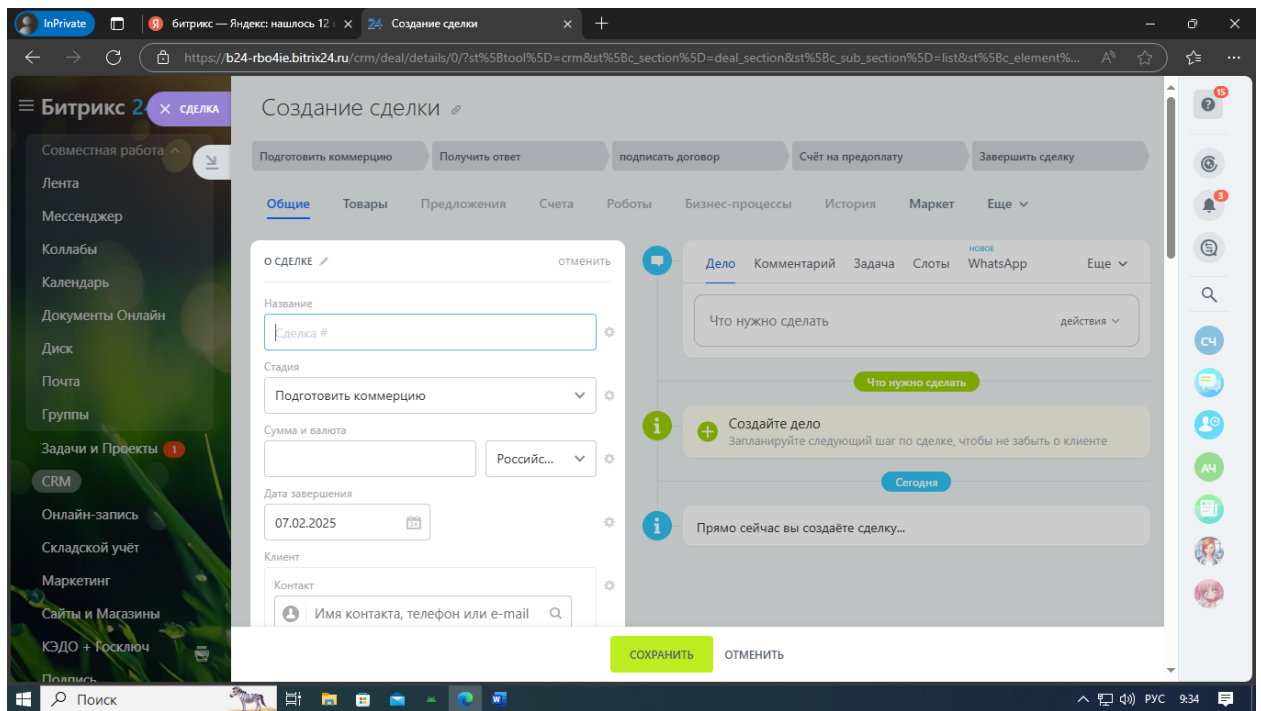 InPrivate
битрикс — Яндекс: нашлось 12
24 Создание сделки
https://b24-rbo4ie.bitrix24.ru/crm/deal/details/0/?st%5Btool%5D=crm&st%5Bc_section%5D=deal_section&st%5Bc_sub_section%5D=list&st%5Bc_element%...
Битрикс 2
СДЕЛКА
Создание сделки
15
Совместная работа
Подготовить коммерцию
Получить ответ
подписать договор
Счёт на предоплату
Завершить сделку
Лента
Мессенджер
Коллабы
Календарь
Документы Онлайн
Диск
Почта
Группы
Задачи и Проекты 1
CRM
Онлайн-запись
Складской учёт
Маркетинг
Сайты и Магазины
КЭДО + Госключ
Подпись
Общие Товары Предложения Счета Роботы Бизнес-процессы История Маркет Еще
3
О СДЕЛКЕ
ОТМЕНИТЬ
Название
Сделка #
Стадия
Подготовить коммерцию
Сумма и валюта
Российс...
Дата завершения
07.02.2025
Клиент
Контакт
Имя контакта, телефон или e-mail
НОВОЕ
Дело Комментарий Задача Слоты WhatsApp Еще
Что нужно сделать
действия
Что нужно сделать
Создайте дело
Запланируйте следующий шаг по сделке, чтобы не забыть о клиенте
Сегодня
Прямо сейчас вы создаёте сделку...
СЧ
АЧ
СОХРАНИТЬ ОТМЕНИТЬ
Поиск
РУС 9:34